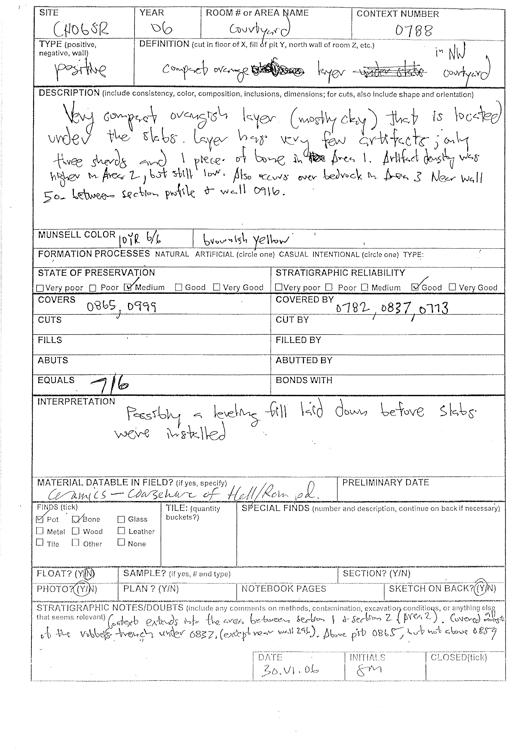 SITE YEAR ROOM # or AREA NAME CONTEXT NUMBER
CH06SR 06 Courtyard 0788
TYPE (positive, negative, wall) DEFINITION (cut in floor of X, fill of pit Y, north wall of room Z, etc.)
positive compact orange layer in NW courtyard
DESCRIPTION (include consistency, color, composition, inclusions, dimensions; for cuts, also include shape and orientation)
Very compact orangish layer (mostly clay) that is located
under the slabs. Layer has very few artifacts; only
three sherds and 1 piece of bone in Area 1. Artifact density was
higher in Area 2, but still low. Also occurs over bedrock in Area 3 Near wall
50 between section profile + wall 0916.
MUNSELL COLOR 10YR 6/6 brownish yellow
FORMATION PROCESSES NATURAL ARTIFICIAL (circle one) CASUAL INTENTIONAL (circle one) TYPE:
STATE OF PRESERVATION STRATIGRAPHIC RELIABILITY
Very poor Poor Medium Good Very Good Very poor Poor Medium Good Very Good
COVERS 0865, 0999 COVERED BY 0782, 0837, 0773
CUTS CUT BY
FILLS FILLED BY
ABUTS ABUTTED BY
EQUALS 716 BONDS WITH
INTERPRETATION
Possibly a leveling fill laid down before slabs
were installed
MATERIAL DATABLE IN FIELD? (if yes, specify) PRELIMINARY DATE
Ceramics - Coarseware of Hell/Rom pd.
FINDS (tick) TILE: (quantity buckets?) SPECIAL FINDS (number and description, continue on back if necessary)
Pot Bone Glass
Metal Wood Leather
Tile Other None
FLOAT? (Y/N) SAMPLE? (if yes, # and type) SECTION? (Y/N)
PHOTO? (Y/N) PLAN? (Y/N) NOTEBOOK PAGES SKETCH ON BACK? (Y/N)
STRATIGRAPHIC NOTES/DOUBTS (include any comments on methods, contamination, excavation conditions, or anything else
that seems relevant) Context extends into the area between section 1 + section 2 (Area 2). Covered
of the robber trench under 0837. (except near wall). Above pit 0865, but not above 0859
DATE INITIALS CLOSED(tick)
30.VI.06